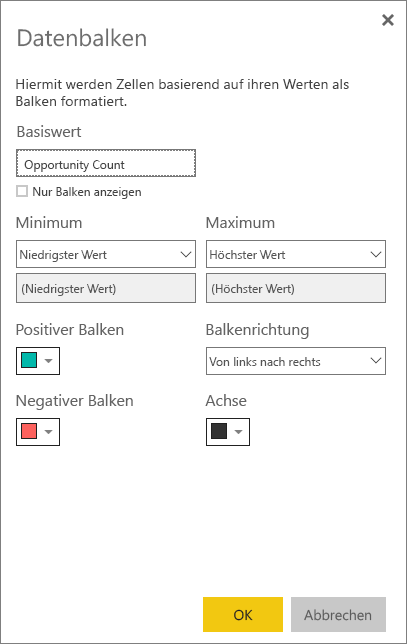 Datenbalken
Hiermit werden Zellen basierend auf ihren Werten als
Balken formatiert.
Basiswert
Opportunity Count
Nur Balken anzeigen
Minimum
Maximum
Niedrigster Wert
Höchster Wert
(Niedrigster Wert)
(Höchster Wert)
Positiver Balken
Balkenrichtung
Von links nach rechts
Negativer Balken
Achse
OK
Abbrechen